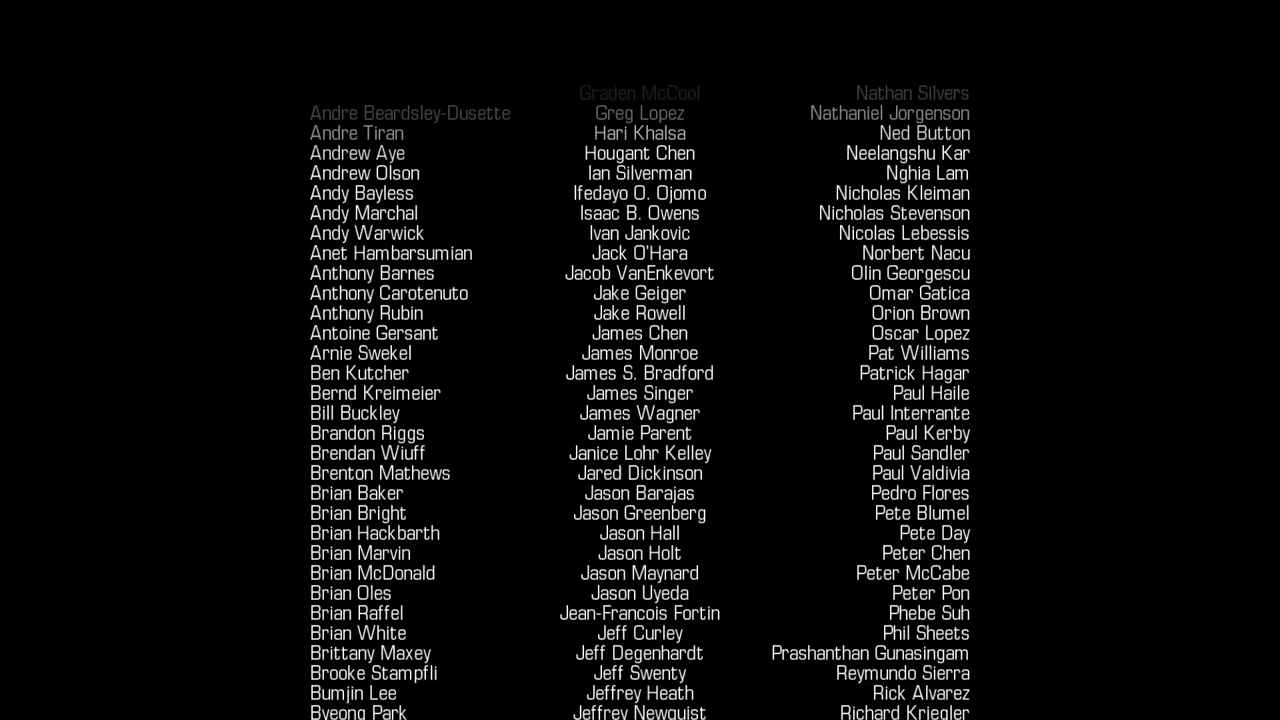 Graden McCool Nathan Silvers
Andre Beardsley-Dusette Greg Lopez Nathaniel Jorgenson
Andre Tiran Hari Khalsa Ned Button
Andrew Aye Hougant Chen Neelangshu Kar
Andrew Olson Ian Silverman Nghia Lam
Andy Bayless Ifedayo O. Ojomo Nicholas Kleiman
Andy Marchal Isaac B. Owens Nicholas Stevenson
Andy Warwick Ivan Jankovic Nicolas Lebessis
Anet Hambarsumian Jack O'Hara Norbert Nacu
Anthony Barnes Jacob VanEnkevort Olin Georgescu
Anthony Carotenuto Jake Geiger Omar Gatica
Anthony Rubin Jake Rowell Orion Brown
Antoine Gersant James Chen Oscar Lopez
Arnie Swekel James Monroe Pat Williams
Ben Kutcher James S. Bradford Patrick Hagar
Bernd Kreimeier James Singer Paul Haile
Bill Buckley James Wagner Paul Interrante
Brandon Riggs Jamie Parent Paul Kerby
Brendan Wiuff Janice Lohr Kelley Paul Sandler
Brenton Mathews Jared Dickinson Paul Valdivia
Brian Baker Jason Barajas Pedro Flores
Brian Bright Jason Greenberg Pete Blumel
Brian Hackbarth Jason Hall Pete Day
Brian Marvin Jason Holt Peter Chen
Brian McDonald Jason Maynard Peter McCabe
Brian Oles Jason Uyeda Peter Pon
Brian Raffel Jean-Francois Fortin Phebe Suh
Brian White Jeff Curley Phil Sheets
Brittany Maxey Jeff Degenhardt Prashanthan Gunasingam
Brooke Stampfli Jeff Swenty Reymundo Sierra
Bumjin Lee Jeffrey Heath Rick Alvarez
Byeong Park Jeffrey Newquist Richard Kriegler